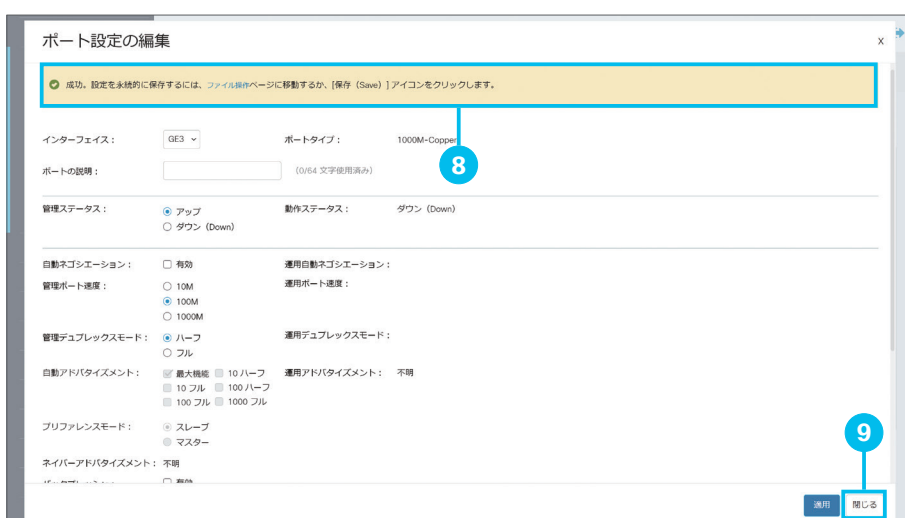 ポート設定の編集
x
成功。設定を永続的に保存するには、ファイル操作ページに移動するか、[保存（Save）] アイコンをクリックします。
8
インターフェイス： GE3 ポートタイプ： 1000M-Copper
ポートの説明： （0/64 文字使用済み）
管理ステータス： アップ 動作ステータス： ダウン（Down）
ダウン（Down）
自動ネゴシエーション： 有効 運用自動ネゴシエーション：
管理ポート速度： 10M 運用ポート速度：
100M
1000M
管理デュプレックスモード： ハーフ 運用デュプレックスモード：
フル
自動アドバタイズメント： 最大機能 10 ハーフ 運用アドバタイズメント： 不明
10 フル 100 ハーフ
100 フル 1000 フル
プリファレンスモード： スレーブ
マスター
9
ネイバーアドバタイズメント： 不明
適用 閉じる